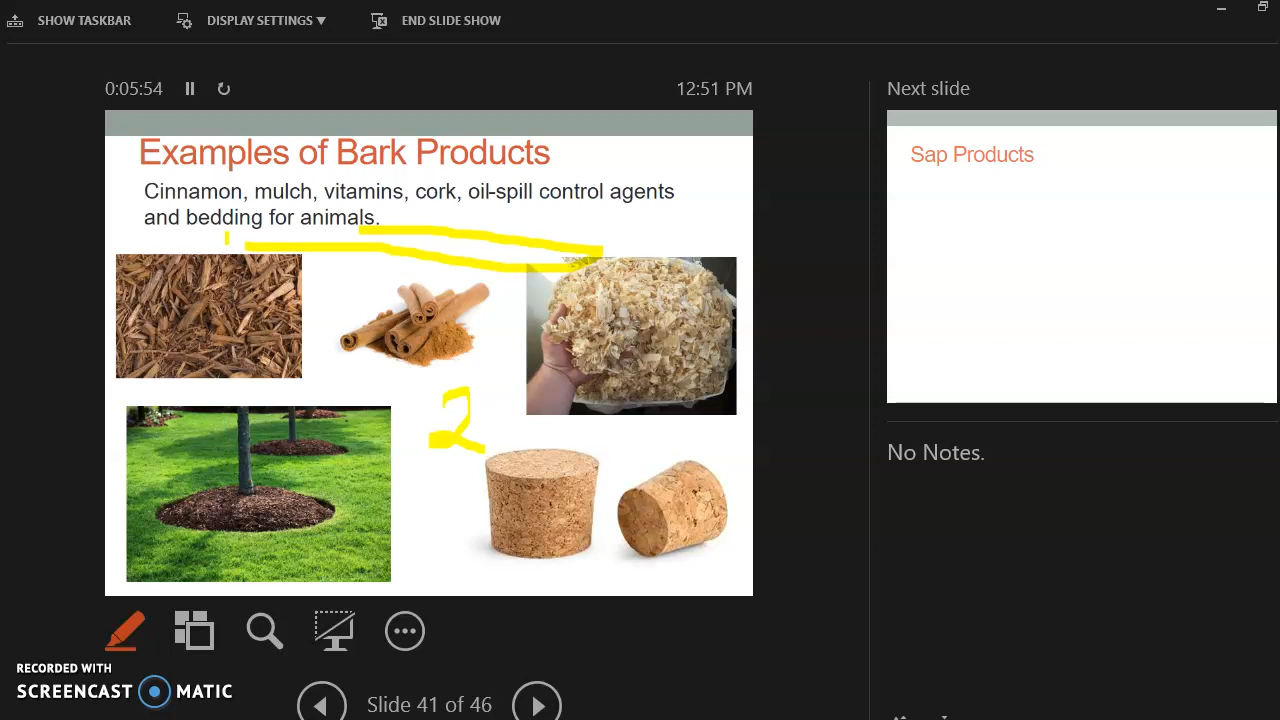 SHOW TASKBAR DISPLAY SETTINGS ▼ END SLIDE SHOW
0:05:54 12:51 PM
Next slide
Examples of Bark Products
Cinnamon, mulch, vitamins, cork, oil-spill control agents
and bedding for animals.
2
Sap Products
No Notes.
RECORDED WITH
SCREENCAST MATIC
Slide 41 of 46